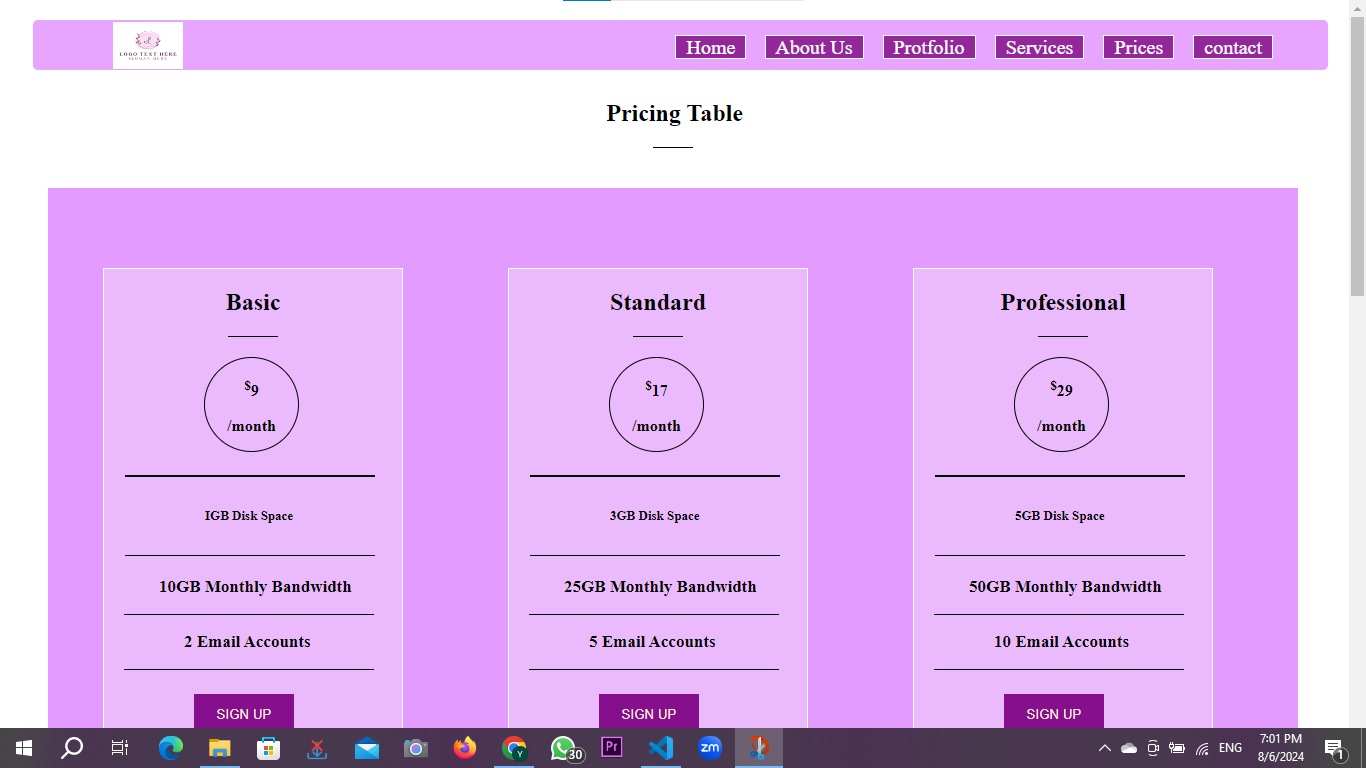 LOGO TEXT HERE
SLOGAN HERE
Home About Us Protfolio Services Prices contact
Pricing Table
Basic Standard Professional
$9 $17 $29
/month /month /month
IGB Disk Space 3GB Disk Space 5GB Disk Space
10GB Monthly Bandwidth 25GB Monthly Bandwidth 50GB Monthly Bandwidth
2 Email Accounts 5 Email Accounts 10 Email Accounts
SIGN UP SIGN UP SIGN UP
Y 30 Pr zm ENG 7:01 PM
8/6/2024 1